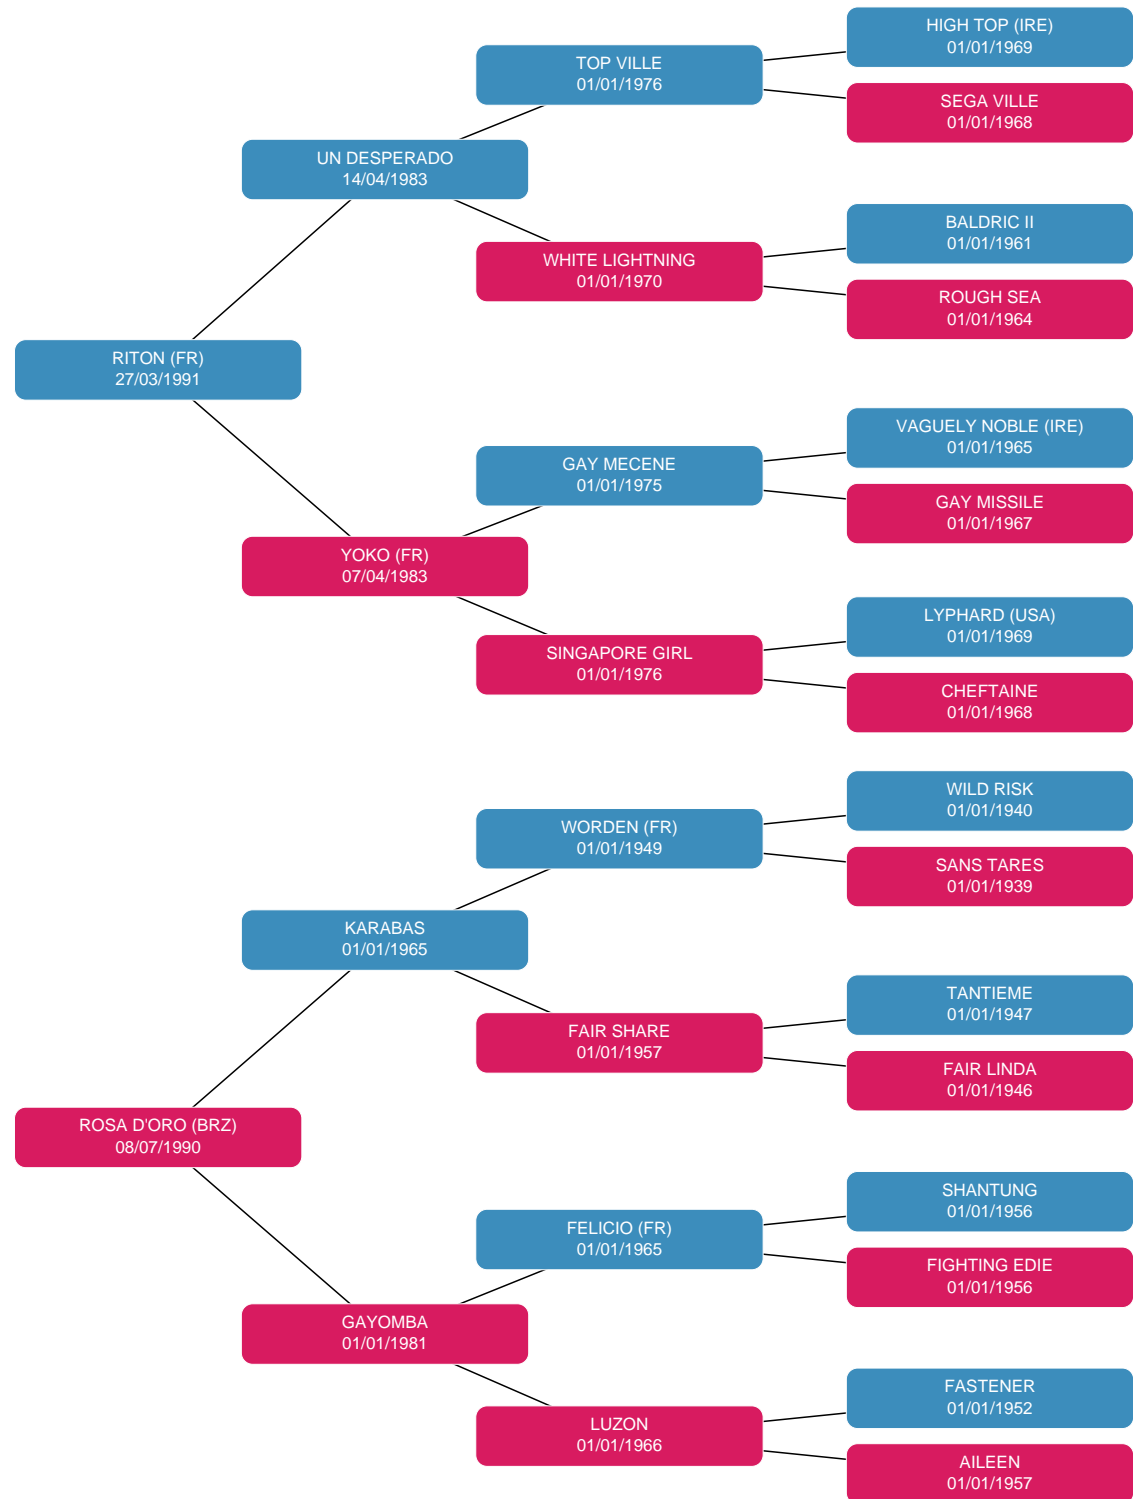 HIGH TOP (IRE)
01/01/1969
TOP VILLE
01/01/1976
SEGA VILLE
01/01/1968
UN DESPERADO
14/04/1983
BALDRIC II
01/01/1961
WHITE LIGHTNING
01/01/1970
ROUGH SEA
01/01/1964
RITON (FR)
27/03/1991
VAGUELY NOBLE (IRE)
01/01/1965
GAY MECENE
01/01/1975
GAY MISSILE
01/01/1967
YOKO (FR)
07/04/1983
LYPHARD (USA)
01/01/1969
SINGAPORE GIRL
01/01/1976
CHEFTAINE
01/01/1968
WILD RISK
01/01/1940
WORDEN (FR)
01/01/1949
SANS TARES
01/01/1939
KARABAS
01/01/1965
TANTIEME
01/01/1947
FAIR SHARE
01/01/1957
FAIR LINDA
01/01/1946
ROSA D'ORO (BRZ)
08/07/1990
SHANTUNG
01/01/1956
FELICIO (FR)
01/01/1965
FIGHTING EDIE
01/01/1956
GAYOMBA
01/01/1981
FASTENER
01/01/1952
LUZON
01/01/1966
AILEEN
01/01/1957